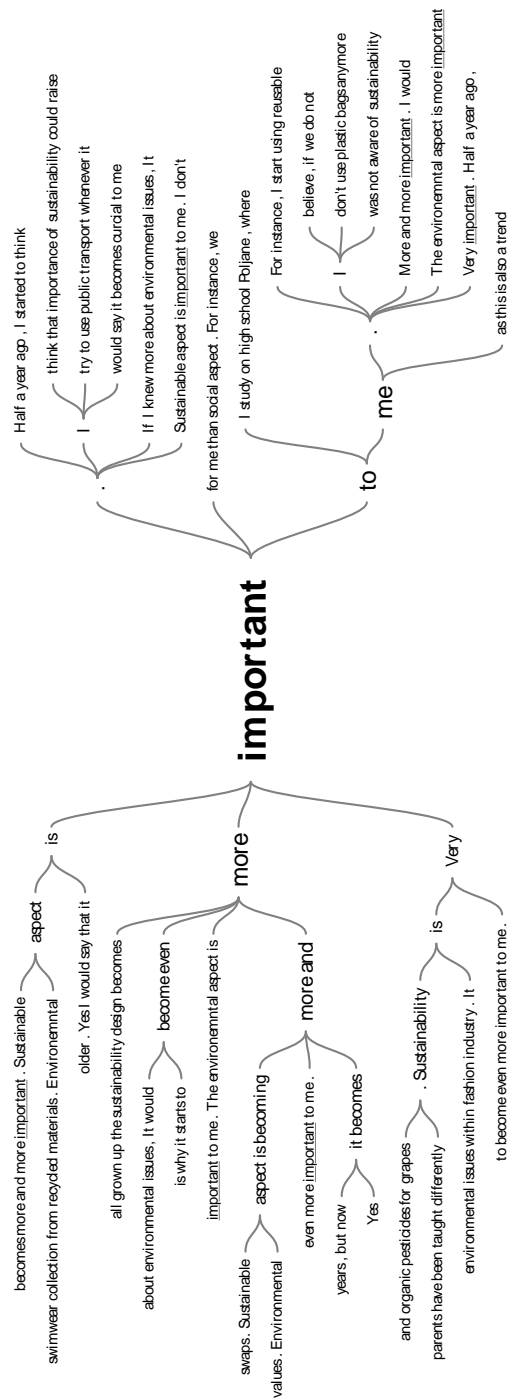 becomes more and more important . Sustainable
swimwear collection from recycled materials. Environemntal
aspect
older . Yes I would say that it
is
all grown up the sustainability design becomes
about environmental issues, It would
is why it starts to
become even
important to me . The environemntal aspect is
swaps. Sustainable
values. Environmental
aspect is becoming
even more important to me .
years, but now
Yes
it becomes
more and
more
and organic pesticides for grapes
parents have been taught differently
. Sustainability
environmental issues within fashion industry . It
is
to become even more important to me .
Very
important
.
Half a year ago , I started to think
I
think that importance of sustainability could raise
try to use public transport whenever it
would say it becomes curcal to me
If I knew more about environmental issues, It
Sustainable aspect is important to me . I don't
for me than social aspect . For instance , we
to
I study on high school Poljane , where
me
.
For instance , I start using reusable
I
believe , if we do not
don't use plastic bags anymore
was not aware of sustainability
More and more important . I would
The environemntal aspect is more important
Very important . Half a year ago ,
as this is also a trend